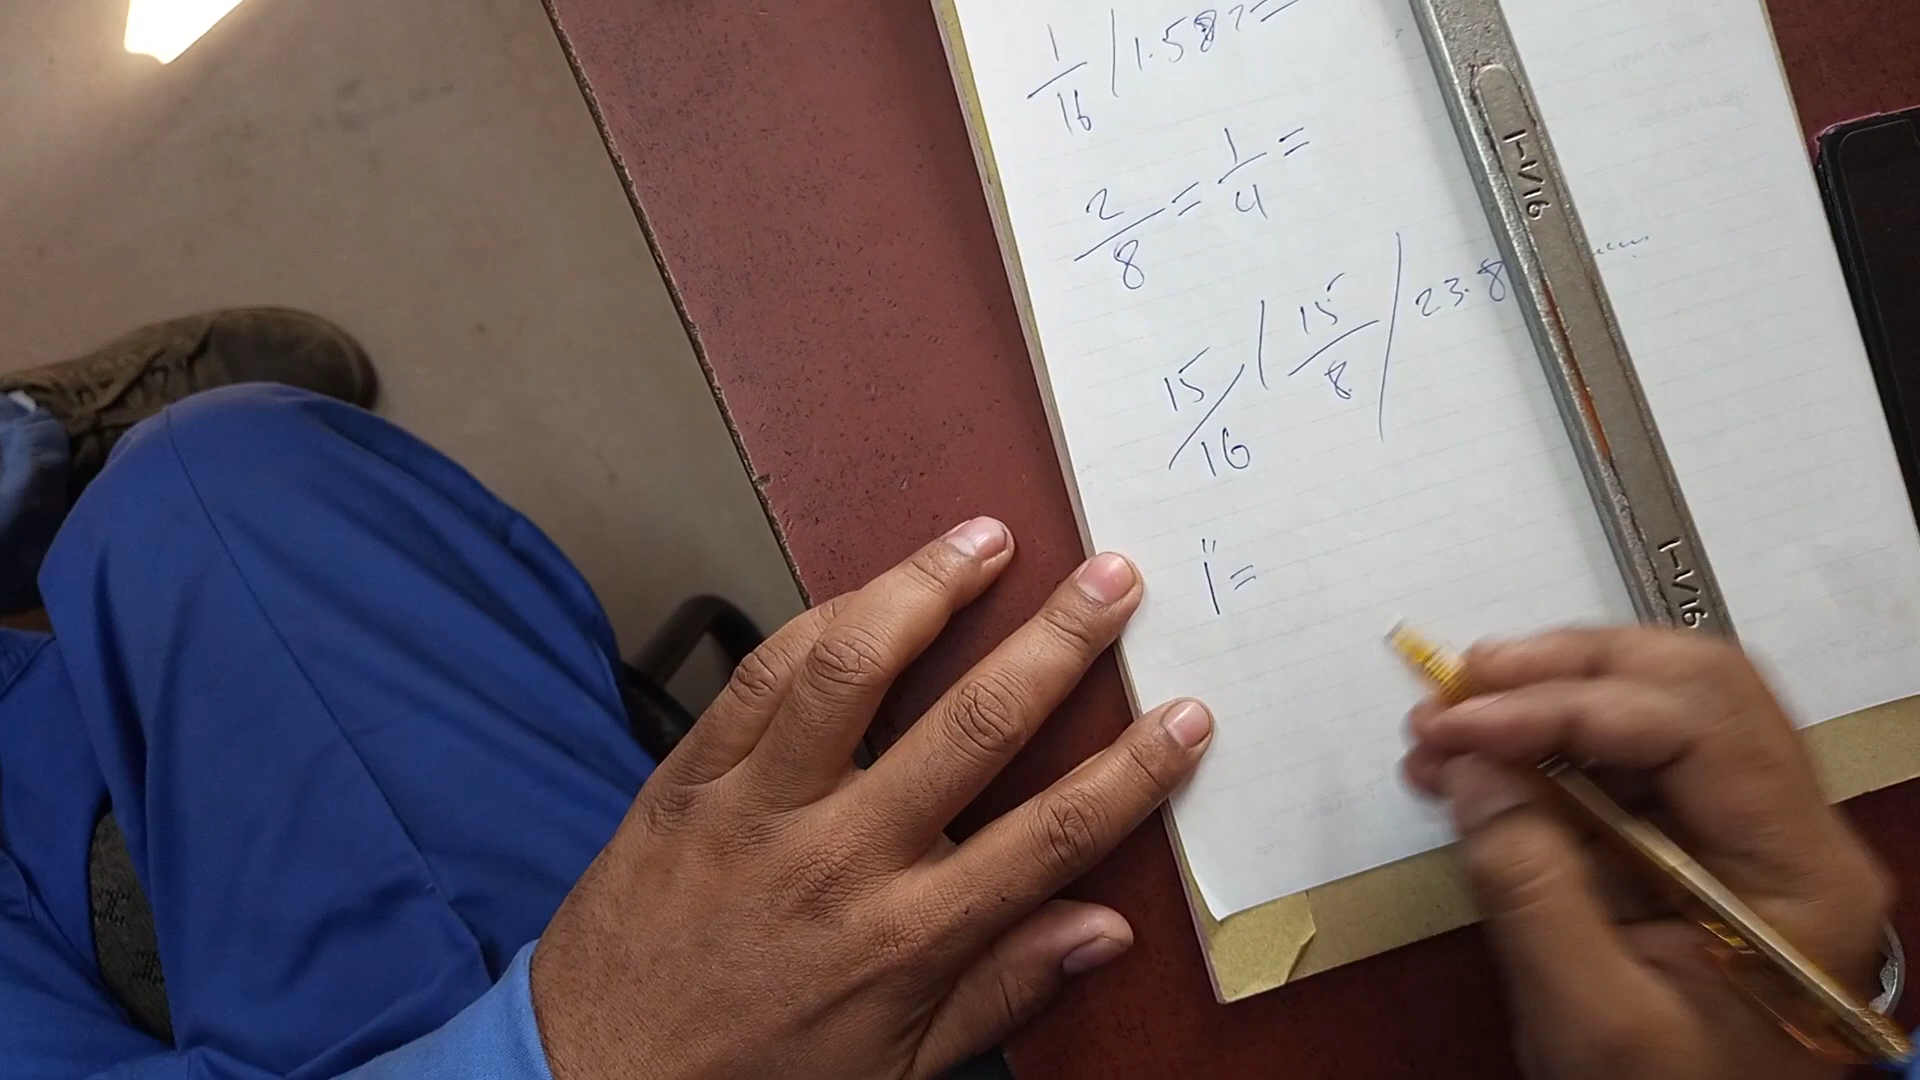 1/16 / 1.587=
2/8 = 1/4 =
15/16 / 15/8 / 23.8
1" =
1-1/16
1-1/16